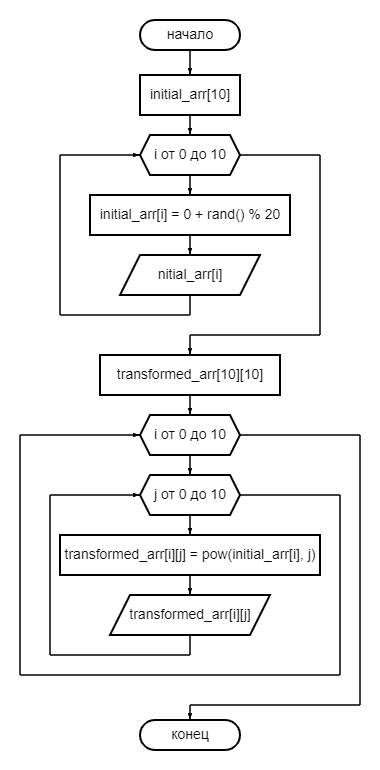 начало
initial_arr[10]
i от 0 до 10
initial_arr[i] = 0 + rand() % 20
nitial_arr[i]
transformed_arr[10][10]
i от 0 до 10
j от 0 до 10
transformed_arr[i][j] = pow(initial_arr[i], j)
transformed_arr[i][j]
конец